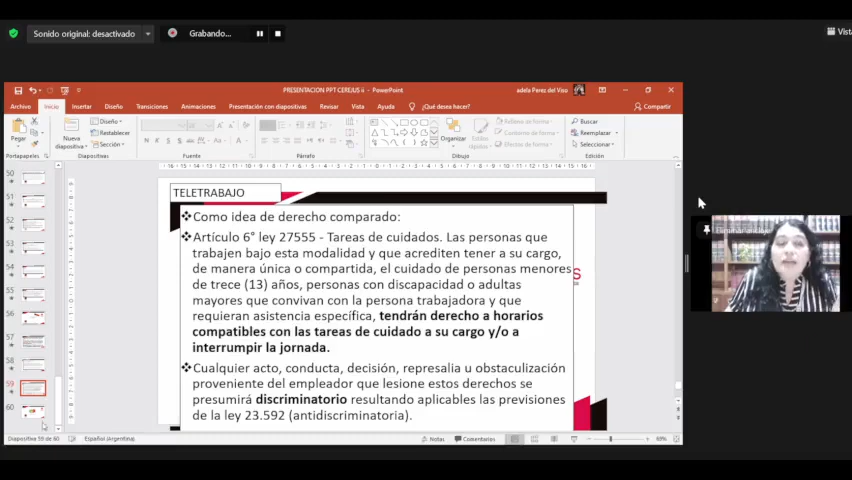 Sonido original: desactivado
Grabando...
Vist
PRESENTACION PPT CEREJUS ii - PowerPoint
adela Perez del Viso
Archivo Inicio Insertar Diseño Transiciones Animaciones Presentación con diapositivas Revisar Vista Ayuda ¿Qué desea hacer? Compartir
Pegar
Nueva diapositiva
Diseño
Restablecer
Sección
Organizar
Estilos rápidos
Relleno de forma
Contorno de forma
Efectos de forma
Buscar
Reemplazar
Seleccionar
Portapapeles Diapositivas Fuente Párrafo Dibujo Edición
50
51
52
53
54
55
56
57
58
59
60
TELETRABAJO
Como idea de derecho comparado:
Artículo 6° ley 27555 - Tareas de cuidados. Las personas que
trabajen bajo esta modalidad y que acrediten tener a su cargo,
de manera única o compartida, el cuidado de personas menores
de trece (13) años, personas con discapacidad o adultas
mayores que convivan con la persona trabajadora y que
requieran asistencia específica, tendrán derecho a horarios
compatibles con las tareas de cuidado a su cargo y/o a
interrumpir la jornada.
Cualquier acto, conducta, decisión, represalia u obstaculización
proveniente del empleador que lesione estos derechos se
presumirá discriminatorio resultando aplicables las previsiones
de la ley 23.592 (antidiscriminatoria).
S
Diapositiva 59 de 60 Español (Argentina) Notas Comentarios 69%